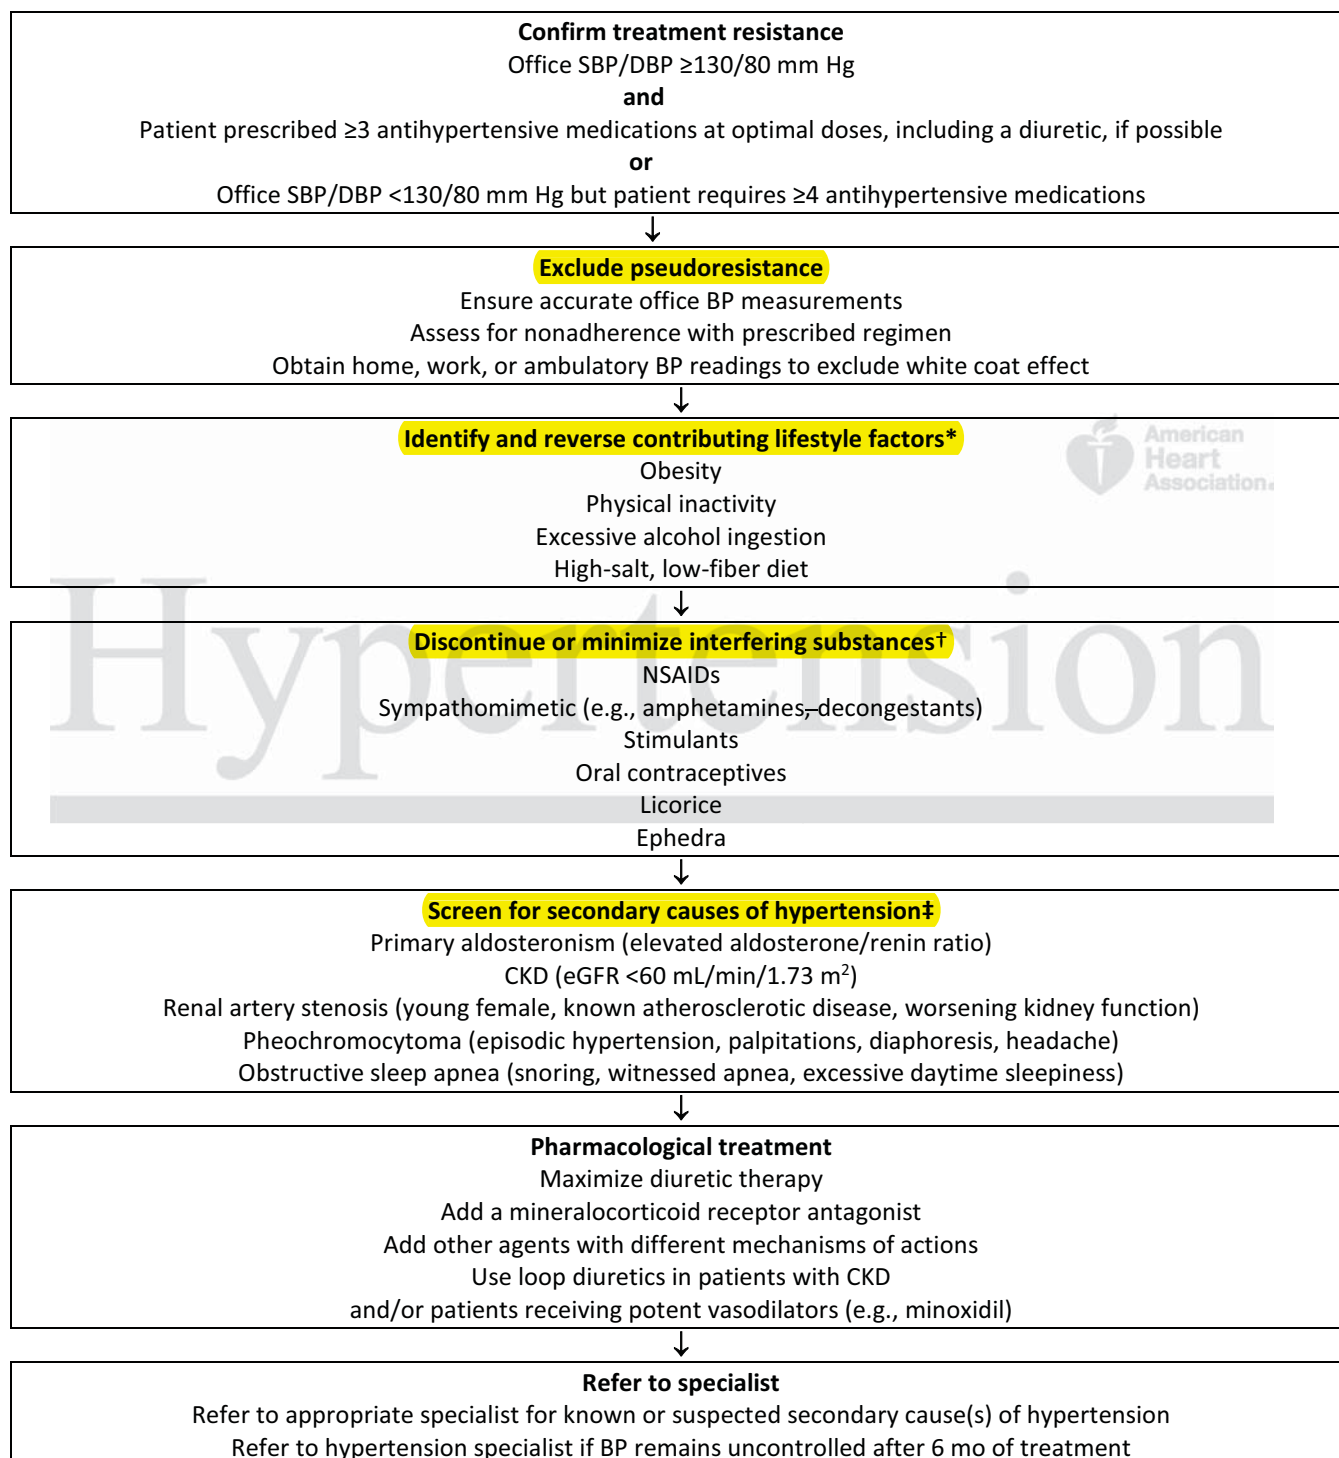 Confirm treatment resistance
Office SBP/DBP ≥130/80 mm Hg
and
Patient prescribed ≥3 antihypertensive medications at optimal doses, including a diuretic, if possible
or
Office SBP/DBP <130/80 mm Hg but patient requires ≥4 antihypertensive medications
↓
Exclude pseudoresistance
Ensure accurate office BP measurements
Assess for nonadherence with prescribed regimen
Obtain home, work, or ambulatory BP readings to exclude white coat effect
↓
Identify and reverse contributing lifestyle factors*
American
Heart
Association.
Obesity
Physical inactivity
Excessive alcohol ingestion
High-salt, low-fiber diet
↓
Hypertension
Discontinue or minimize interfering substances†
NSAIDs
Sympathomimetic (e.g., amphetamines, decongestants)
Stimulants
Oral contraceptives
Licorice
Ephedra
↓
Screen for secondary causes of hypertension‡
Primary aldosteronism (elevated aldosterone/renin ratio)
CKD (eGFR <60 mL/min/1.73 m²)
Renal artery stenosis (young female, known atherosclerotic disease, worsening kidney function)
Pheochromocytoma (episodic hypertension, palpitations, diaphoresis, headache)
Obstructive sleep apnea (snoring, witnessed apnea, excessive daytime sleepiness)
↓
Pharmacological treatment
Maximize diuretic therapy
Add a mineralocorticoid receptor antagonist
Add other agents with different mechanisms of actions
Use loop diuretics in patients with CKD
and/or patients receiving potent vasodilators (e.g., minoxidil)
↓
Refer to specialist
Refer to appropriate specialist for known or suspected secondary cause(s) of hypertension
Refer to hypertension specialist if BP remains uncontrolled after 6 mo of treatment